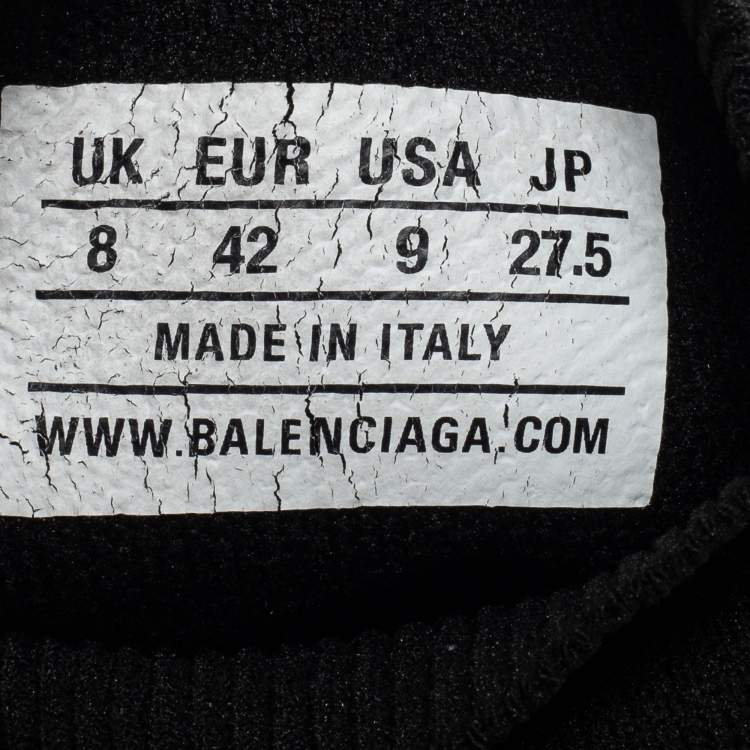 UK EUR USA JP
8 42 9 27.5
MADE IN ITALY
WWW.BALENCIAGA.COM